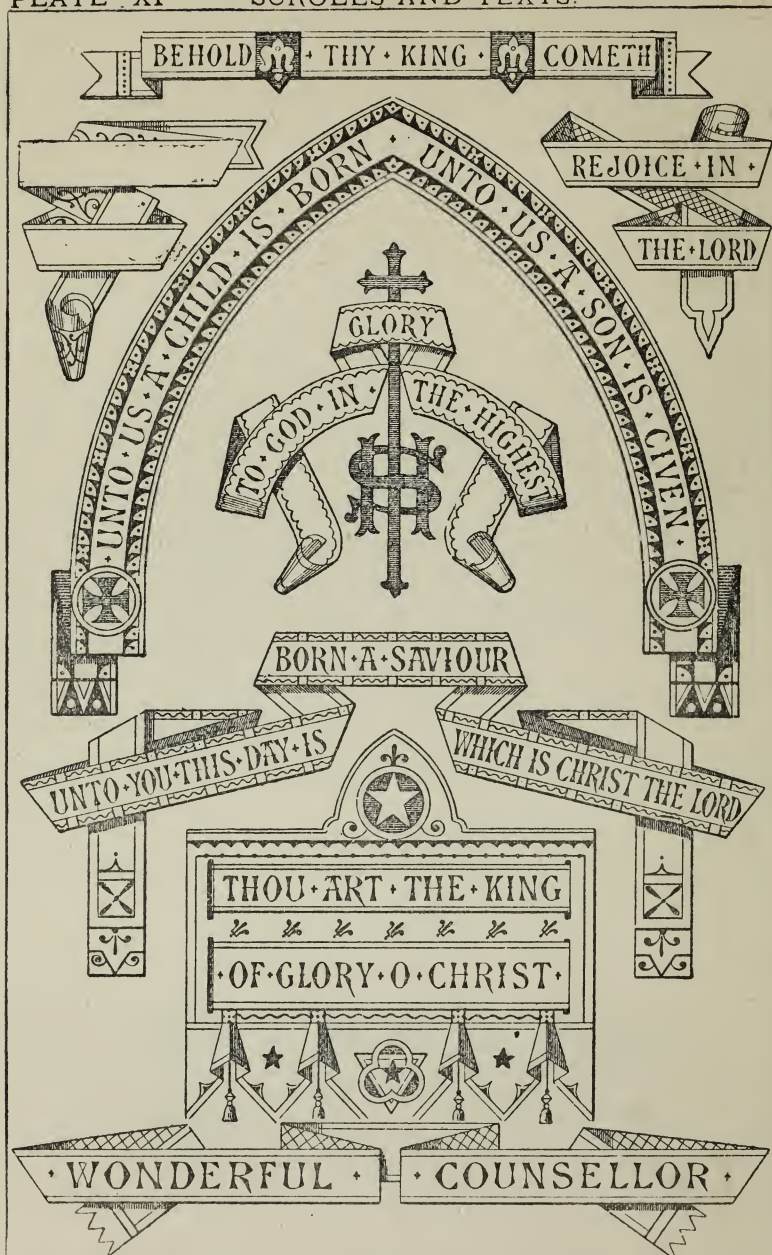 PLATE XI SCROLLS AND TEXTS.
BEHOLD THY KING COMETH
UNTO US A CHILD IS BORN UNTO US A SON IS GIVEN
REJOICE IN
THE LORD
GLORY
TO GOD IN THE HIGHEST
IHS
BORN A SAVIOUR
UNTO YOU THIS DAY IS
WHICH IS CHRIST THE LORD
THOU ART THE KING
OF GLORY O CHRIST
WONDERFUL COUNSELLOR